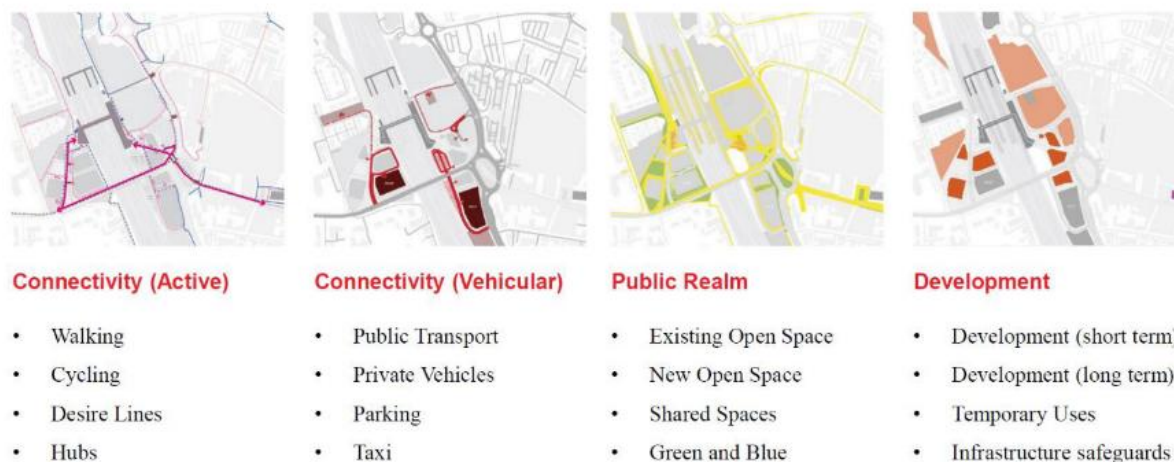 Connectivity (Active)
• Walking
• Cycling
• Desire Lines
• Hubs
Connectivity (Vehicular)
• Public Transport
• Private Vehicles
• Parking
• Taxi
Public Realm
• Existing Open Space
• New Open Space
• Shared Spaces
• Green and Blue
Development
• Development (short term)
• Development (long term)
• Temporary Uses
• Infrastructure safeguards